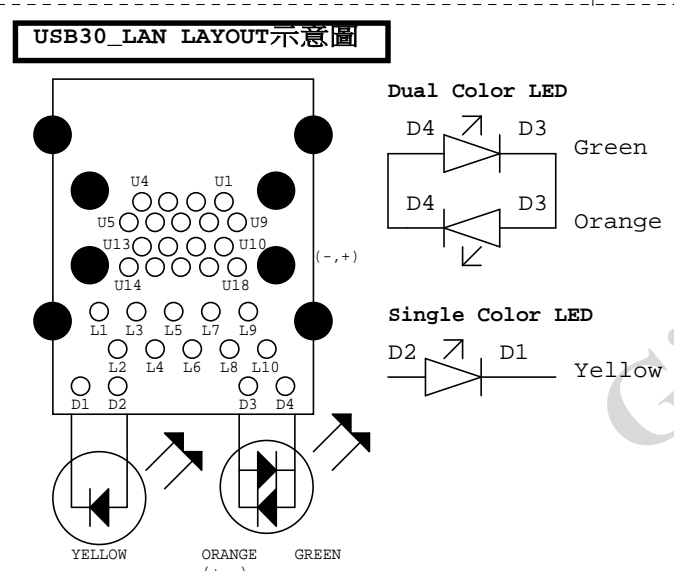 USB30_LAN LAYOUT示意圖
Dual Color LED
D4 D3 Green
D4 D3 Orange
U4 U1
U5 U9
U13 U10
U14 U18
(-,+)
L1 L3 L5 L7 L9
L2 L4 L6 L8 L10
D1 D2 D3 D4
Single Color LED
D2 D1 Yellow
YELLOW ORANGE GREEN